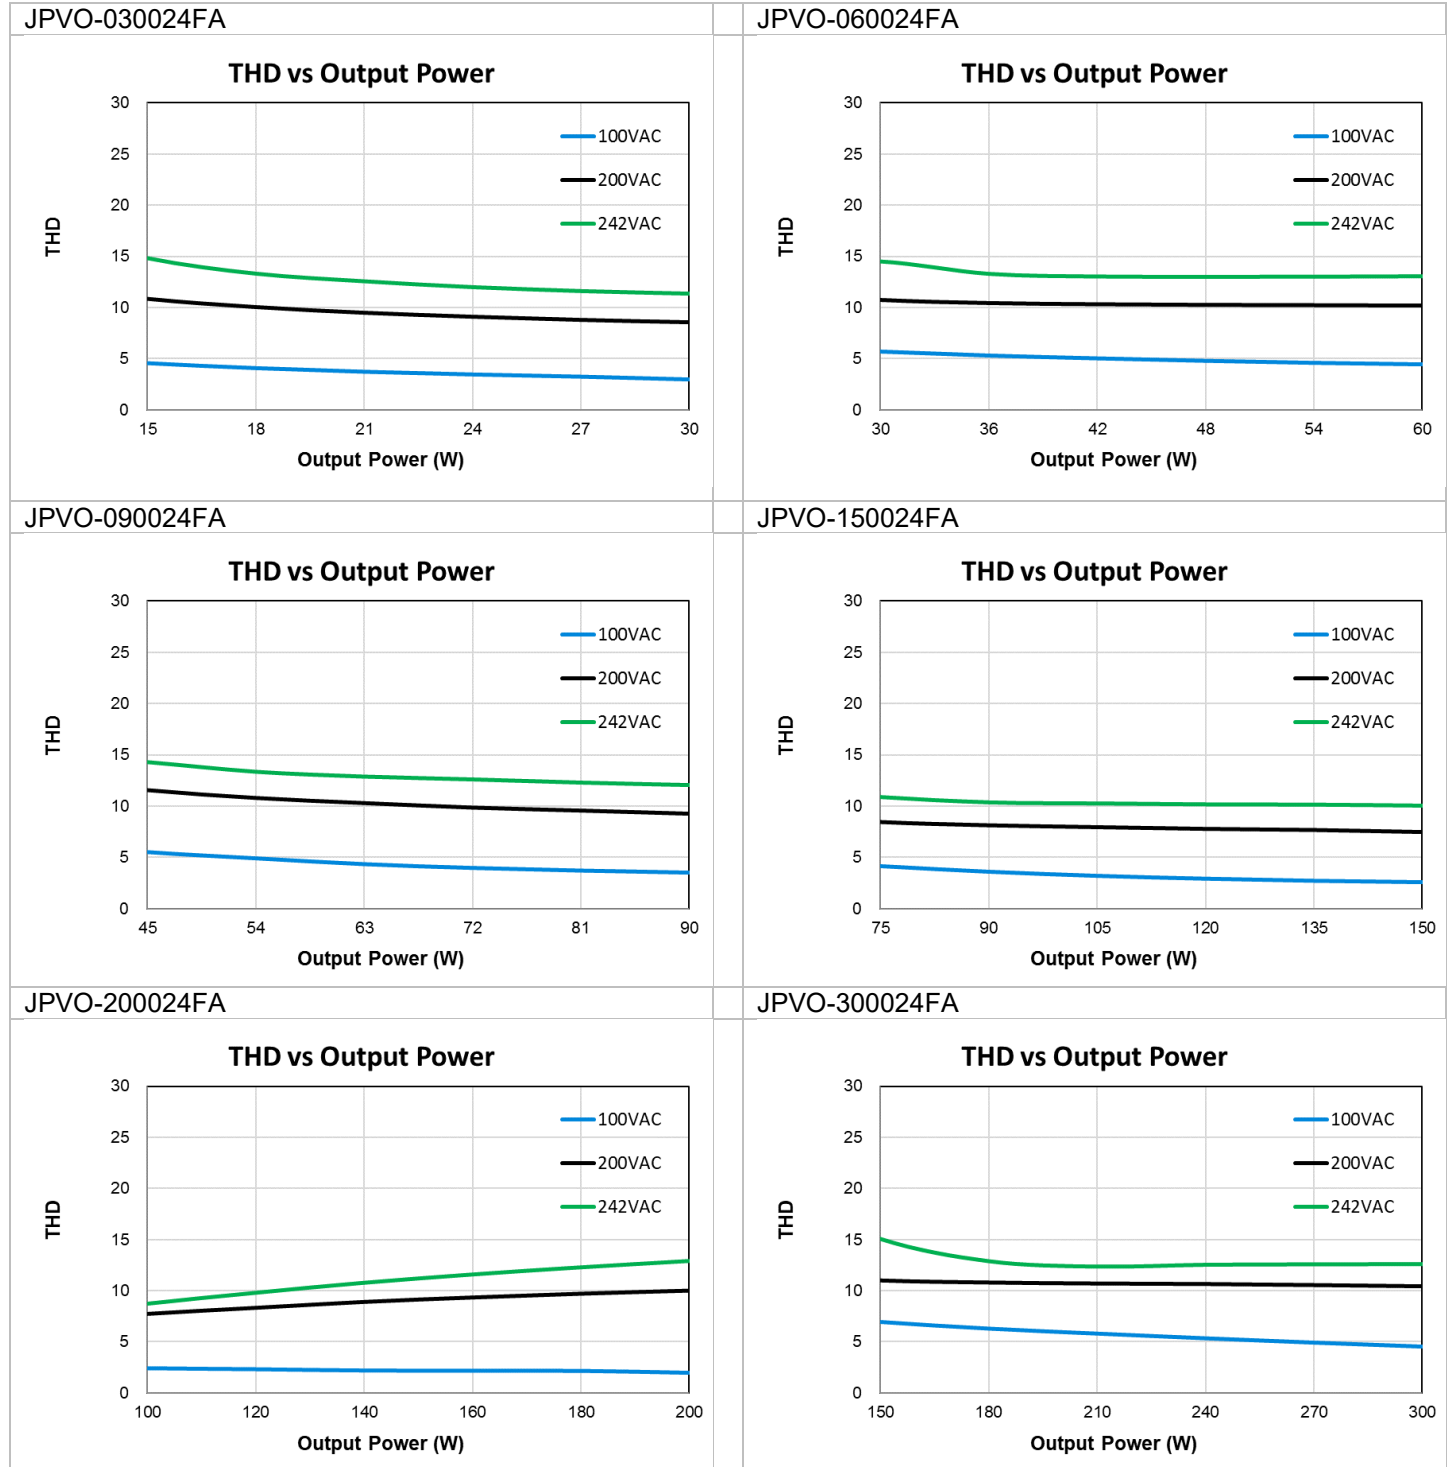 JPVO-030024FA
THD vs Output Power
30
25
20
15
10
5
0
THD
100VAC
200VAC
242VAC
15 18 21 24 27 30
Output Power (W)
JPVO-060024FA
THD vs Output Power
30
25
20
15
10
5
0
THD
100VAC
200VAC
242VAC
30 36 42 48 54 60
Output Power (W)
JPVO-090024FA
THD vs Output Power
30
25
20
15
10
5
0
THD
100VAC
200VAC
242VAC
45 54 63 72 81 90
Output Power (W)
JPVO-150024FA
THD vs Output Power
30
25
20
15
10
5
0
THD
100VAC
200VAC
242VAC
75 90 105 120 135 150
Output Power (W)
JPVO-200024FA
THD vs Output Power
30
25
20
15
10
5
0
THD
100VAC
200VAC
242VAC
100 120 140 160 180 200
Output Power (W)
JPVO-300024FA
THD vs Output Power
30
25
20
15
10
5
0
THD
100VAC
200VAC
242VAC
150 180 210 240 270 300
Output Power (W)